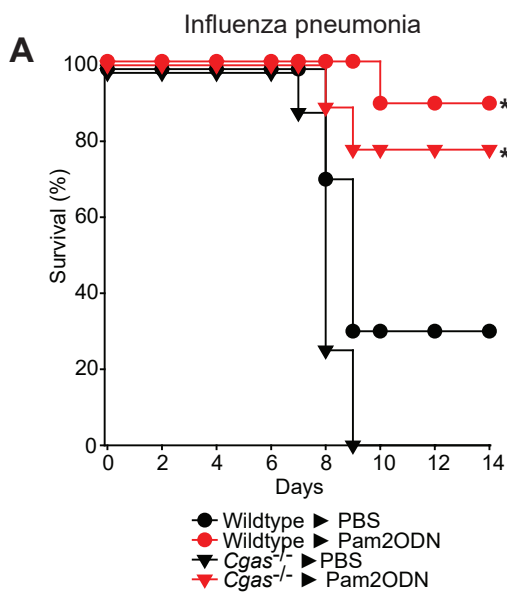 Influenza pneumonia
A
Survival (%)
100
80
60
40
20
0
0 2 4 6 8 10 12 14
Days
*
*
Wildtype ► PBS
Wildtype ► Pam2ODN
Cgas-/- ► PBS
Cgas-/- ► Pam2ODN